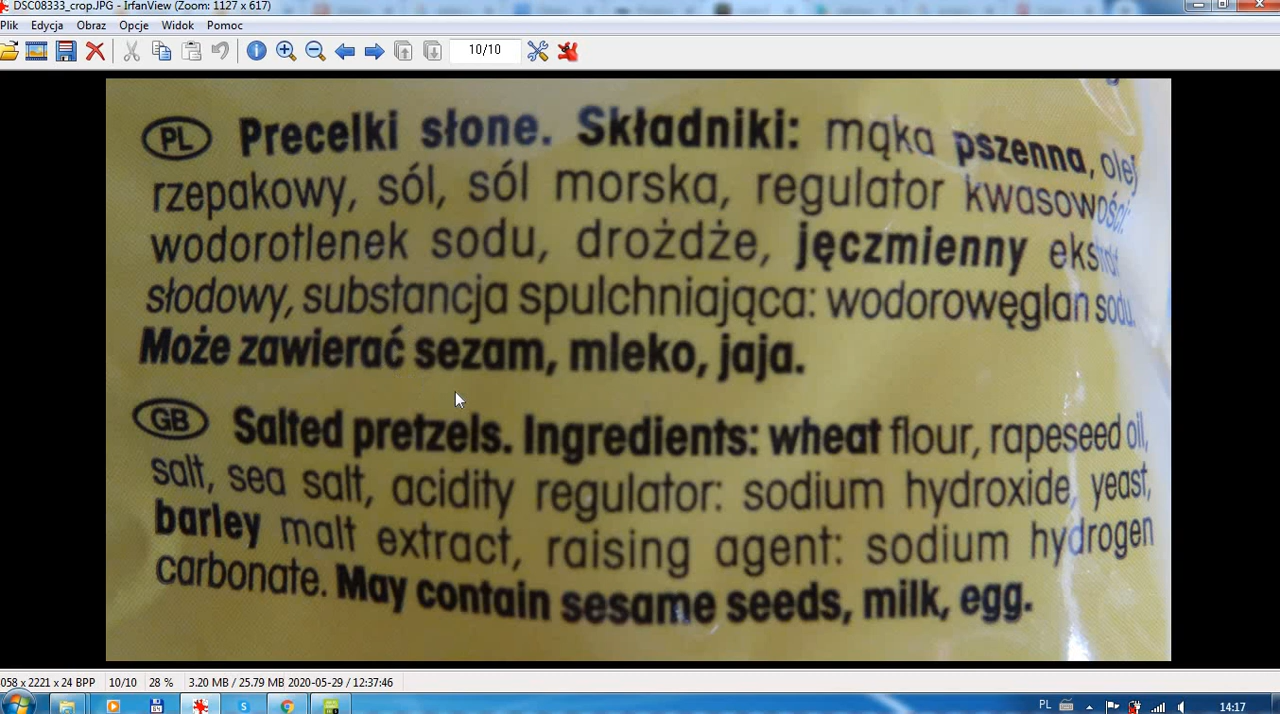 DSC08333_crop.JPG - IrfanView (Zoom: 1127 x 617)
Plik Edycja Obraz Opcje Widok Pomoc
10/10
PL Precelki słone. Składniki: mąka pszenna, olej
rzepakowy, sól, sól morska, regulator kwasowości:
wodorotlenek sodu, drożdże, jęczmienny ekstrakt
słodowy, substancja spulchniająca: wodorowęglan sodu.
Może zawierać sezam, mleko, jaja.
GB Salted pretzels. Ingredients: wheat flour, rapeseed oil,
salt, sea salt, acidity regulator: sodium hydroxide, yeast,
barley malt extract, raising agent: sodium hydrogen
carbonate. May contain sesame seeds, milk, egg.
058 x 2221 x 24 BPP 10/10 28 % 3.20 MB / 25.79 MB 2020-05-29 / 12:37:46
PL 14:17